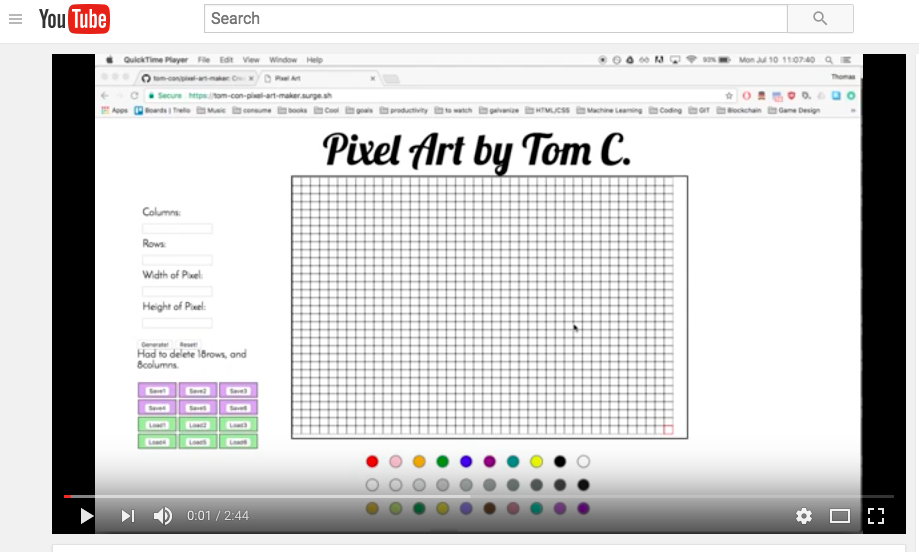 YouTube
Search
QuickTime Player File Edit View Window Help
93% Mon Jul 10 11:07:40
tom-con/pixel-art-maker: Cre
Pixel Art
Thomas
Secure https://tom-con-pixel-art-maker.surge.sh
Apps Boards | Trello Music consume books Cool goals productivity to watch galvanize HTML/CSS Machine Learning Coding GIT Blockchain Game Design »
Pixel Art by Tom C.
Columns:
Rows:
Width of Pixel:
Height of Pixel:
Generate! Reset!
Had to delete 18rows, and
8columns.
Save1 Save2 Save3
Save4 Save5 Save6
Load1 Load2 Load3
Load4 Load5 Load6
0:01 / 2:44